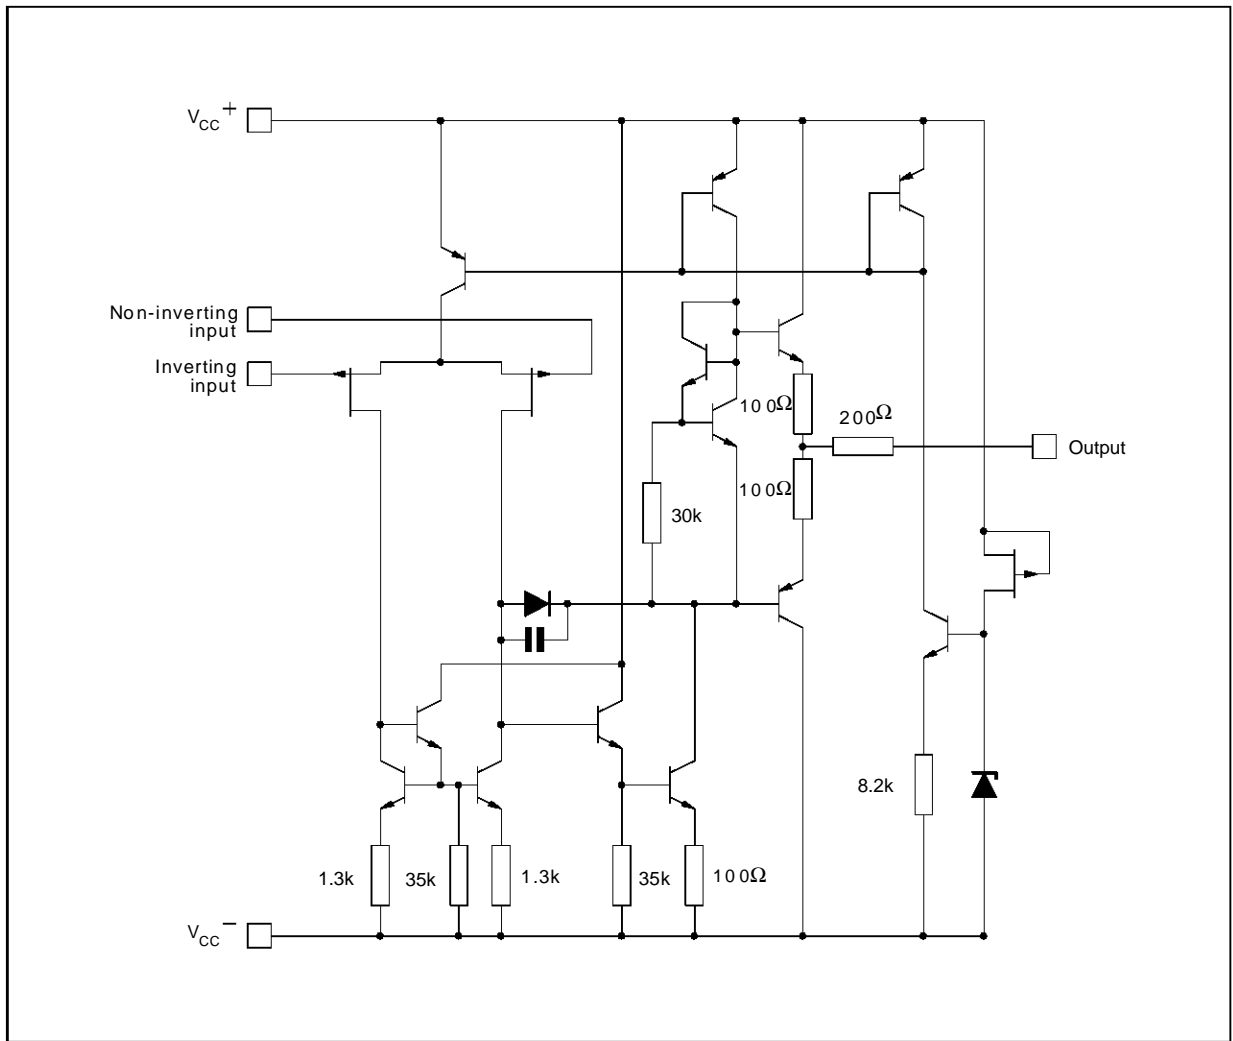 VCC+
Non-inverting
input
Inverting
input
100Ω
200Ω
Output
100Ω
30k
8.2k
1.3k
35k
1.3k
35k
100Ω
VCC−